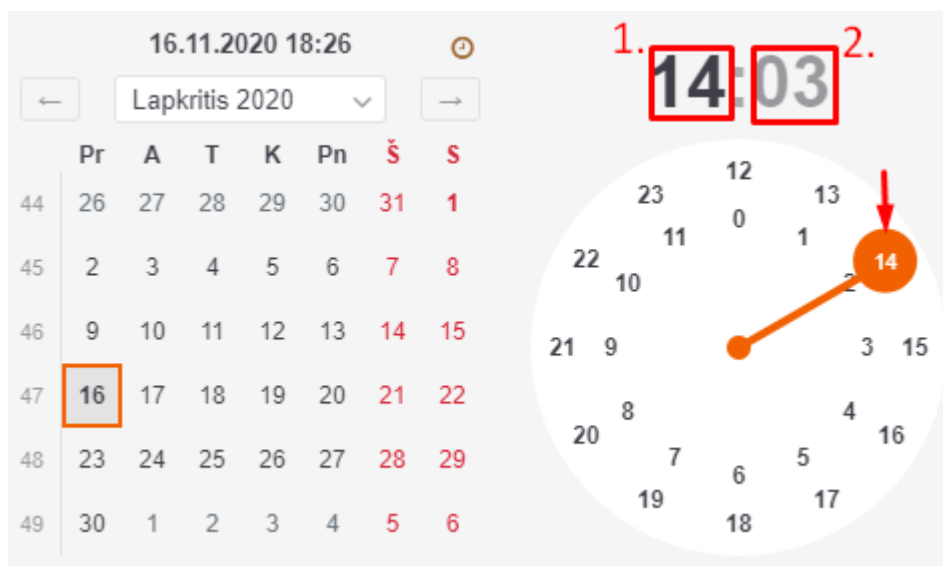 16.11.2020 18:26
← Lapkritis 2020 →
Pr A T K Pn Š S
44 26 27 28 29 30 31 1
45 2 3 4 5 6 7 8
46 9 10 11 12 13 14 15
47 16 17 18 19 20 21 22
48 23 24 25 26 27 28 29
49 30 1 2 3 4 5 6
1. 14:03 2.
12
23 13
0
11 1
22 14
10 2
21 9 3 15
8 4
20 16
7 5
6
19 17
18